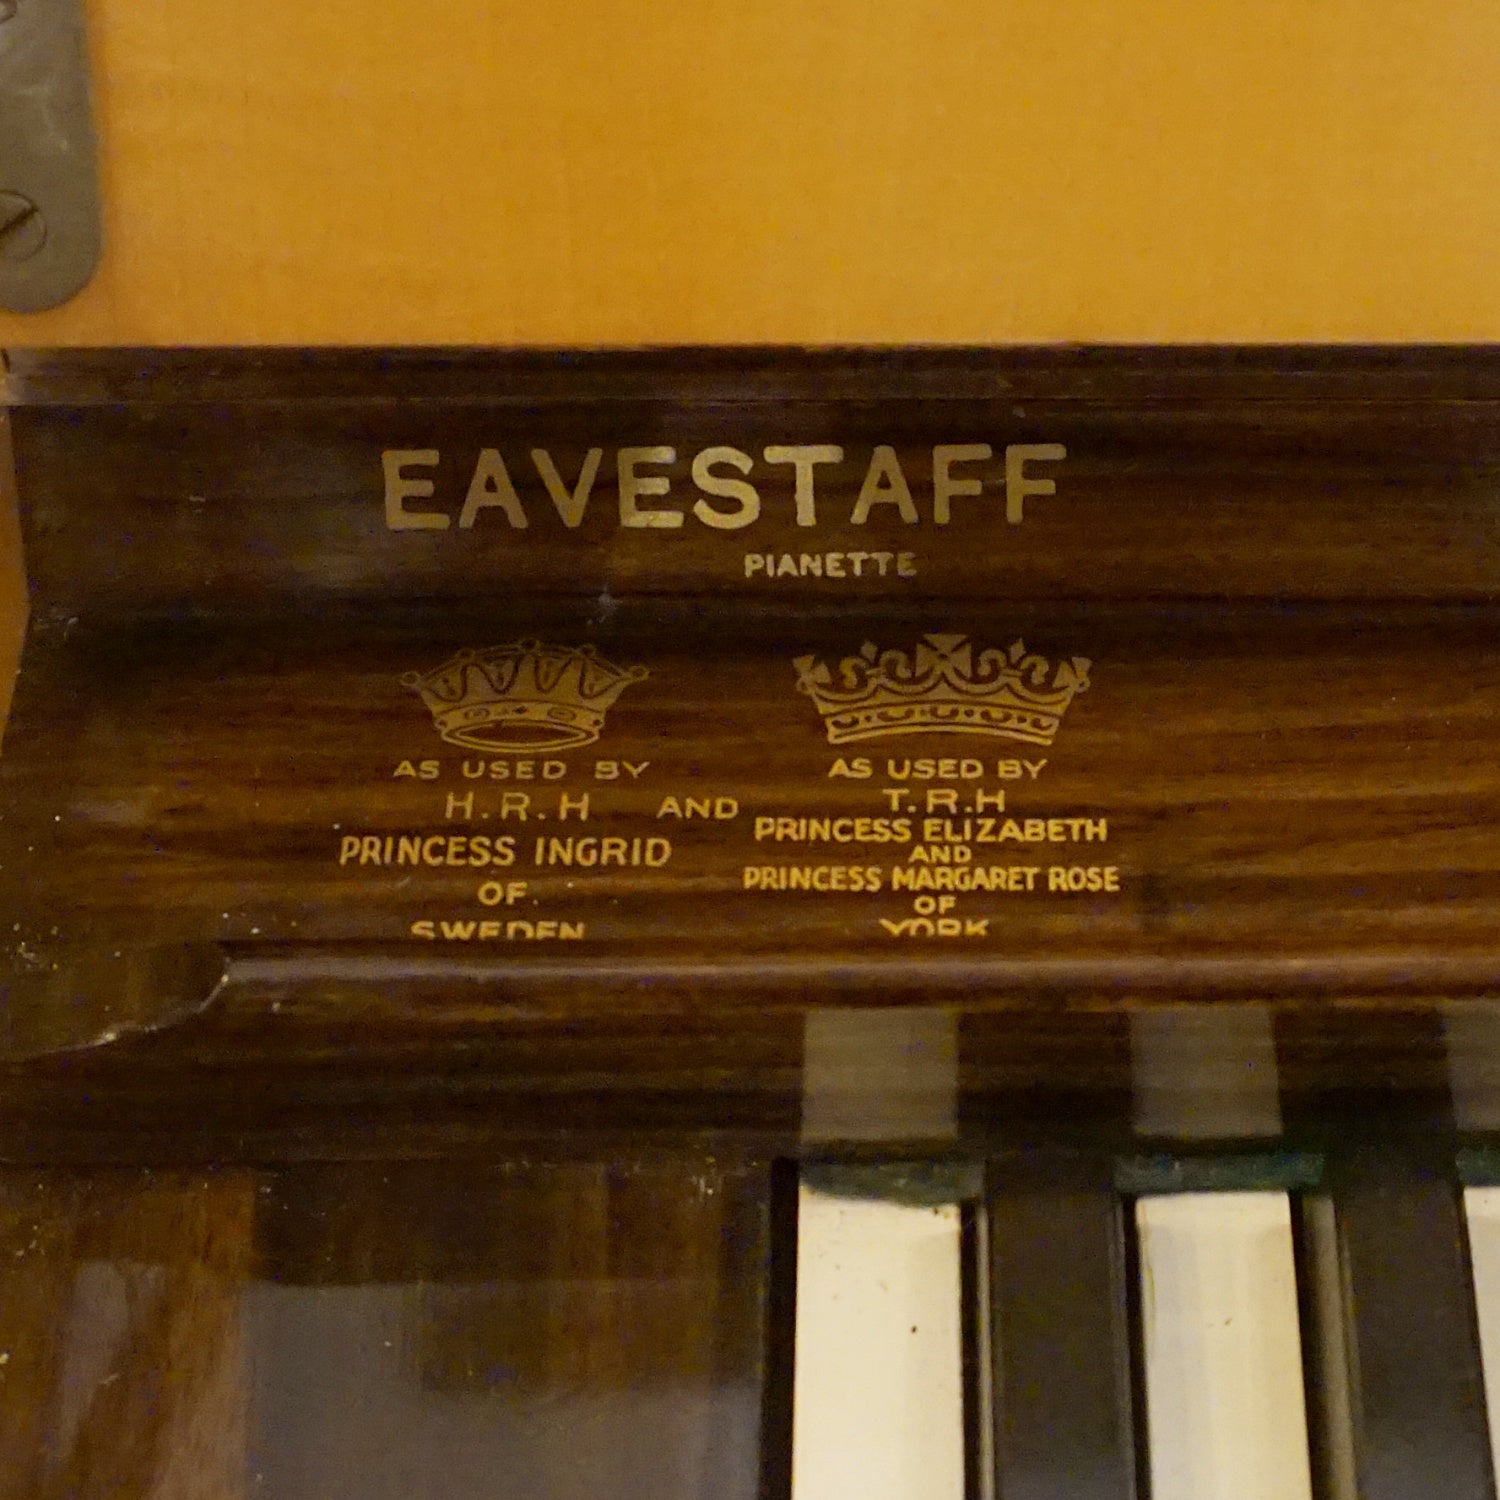 EAVESTAFF
PIANETTE
AS USED BY
H.R.H
PRINCESS INGRID
OF
SWEDEN
AND
AS USED BY
T.R.H
PRINCESS ELIZABETH
AND
PRINCESS MARGARET ROSE
OF
YORK